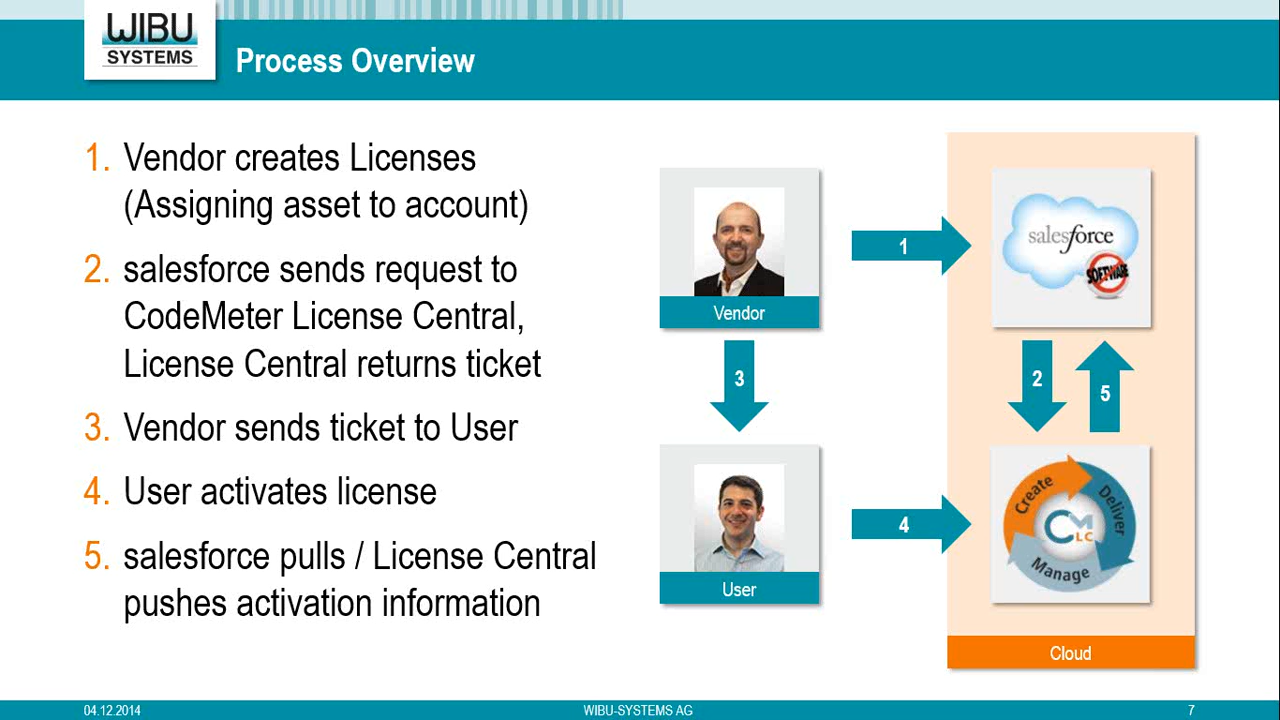 WIBU
SYSTEMS
Process Overview
1. Vendor creates Licenses
(Assigning asset to account)
2. salesforce sends request to
CodeMeter License Central,
License Central returns ticket
3. Vendor sends ticket to User
4. User activates license
5. salesforce pulls / License Central
pushes activation information
Vendor
1
salesforce
SOFTWARE
3
2
5
User
4
Create
Deliver
Manage
CM
LC
Cloud
04.12.2014
WIBU-SYSTEMS AG
7